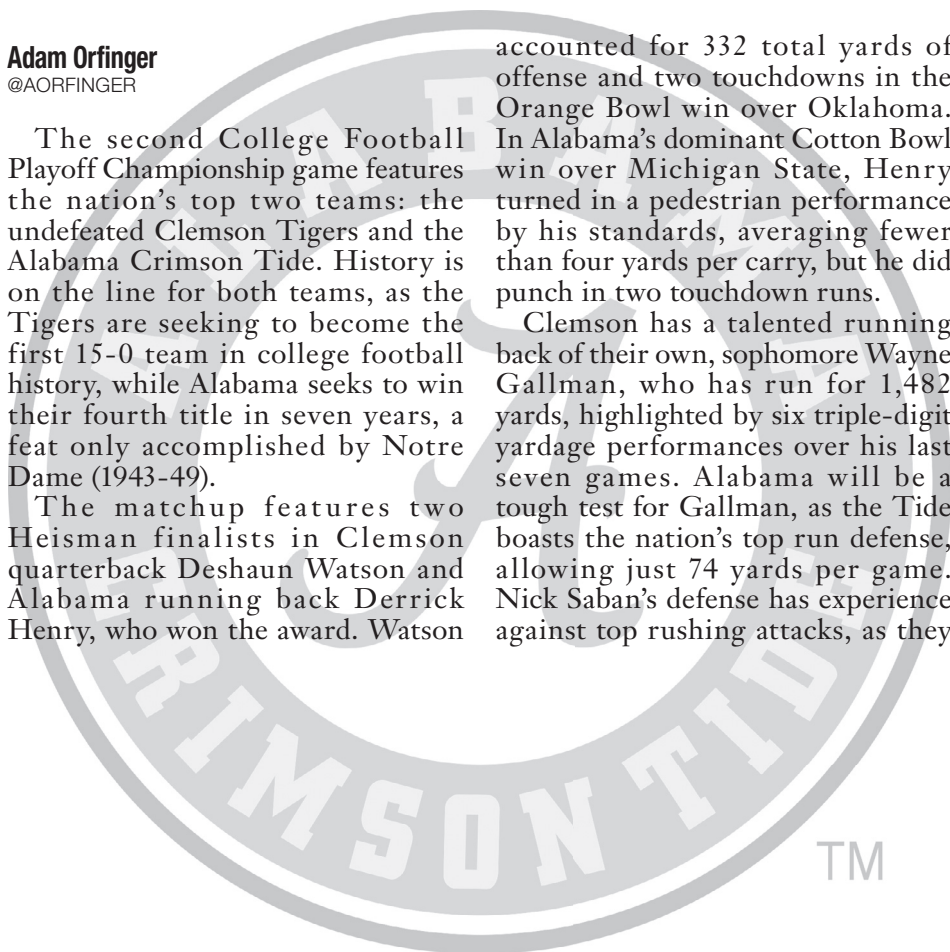 Adam Orfinger
@AORFINGER
The second College Football
Playoff Championship game features
the nation's top two teams: the
undefeated Clemson Tigers and the
Alabama Crimson Tide. History is
on the line for both teams, as the
Tigers are seeking to become the
first 15-0 team in college football
history, while Alabama seeks to win
their fourth title in seven years, a
feat only accomplished by Notre
Dame (1943-49).
The matchup features two
Heisman finalists in Clemson
quarterback Deshaun Watson and
Alabama running back Derrick
Henry, who won the award. Watson
accounted for 332 total yards of
offense and two touchdowns in the
Orange Bowl win over Oklahoma.
In Alabama's dominant Cotton Bowl
win over Michigan State, Henry
turned in a pedestrian performance
by his standards, averaging fewer
than four yards per carry, but he did
punch in two touchdown runs.
Clemson has a talented running
back of their own, sophomore Wayne
Gallman, who has run for 1,482
yards, highlighted by six triple-digit
yardage performances over his last
seven games. Alabama will be a
tough test for Gallman, as the Tide
boasts the nation's top run defense,
allowing just 74 yards per game.
Nick Saban's defense has experience
against top rushing attacks, as they
ALABAMA
CRIMSON TIDE
TM